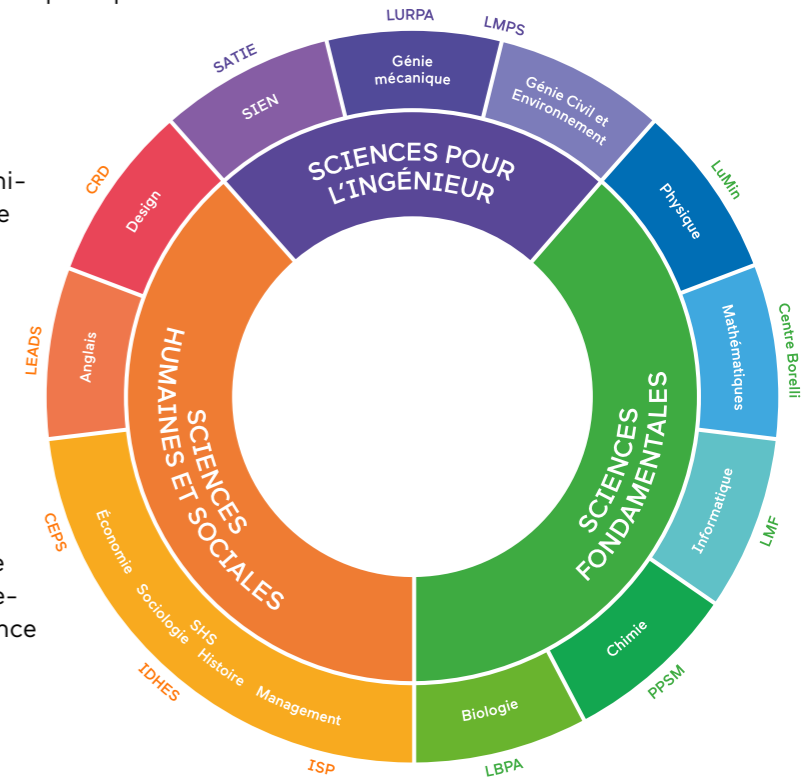 LURPA
LMPS
SATIE
Génie
mécanique
Génie Civil et
Environnement
SIEN
SCIENCES POUR
L'INGÉNIEUR
CRD
Design
Physique
LuMin
LEADS
Anglais
Mathématiques
Centre Borelli
SCIENCES
HUMAINES ET SOCIALES
SCIENCES
FONDAMENTALES
Informatique
LMF
CEPS
Économie
Sociologie
SHS
Histoire
Management
IDHES
ISP
Chimie
PPSM
Biologie
LBPA
ni-
e
e
e-
nce